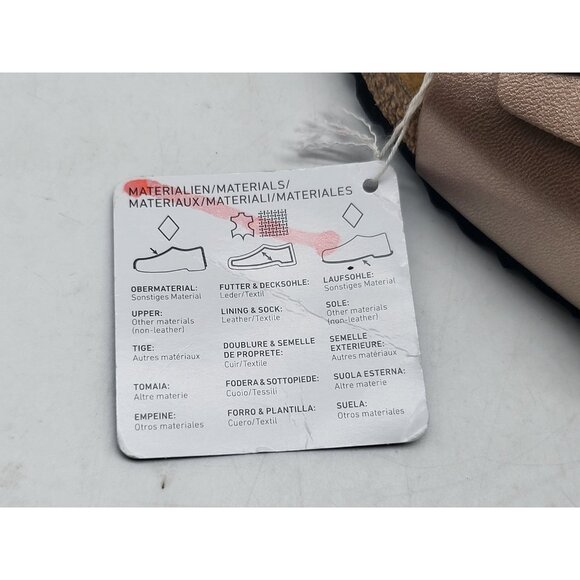 MATERIALIEN/MATERIALS/
MATERIAUX/MATERIALI/MATERIALES
OBERMATERIAL:
Sonstiges Material
UPPER:
Other materials
(non-leather)
TIGE:
Autres matériaux
TOMAIA:
Altre materie
EMPEINE:
Otros materiales
FUTTER & DECKSOHLE:
Leder/Textil
LINING & SOCK:
Leather/Textile
DOUBLURE & SEMELLE
DE PROPRETE:
Cuir/Textile
FODERA & SOTTOPIEDE:
Cuoio/Tessili
FORRO & PLANTILLA:
Cuero/Textil
LAUFSOHLE:
Sonstiges Material
SOLE:
Other materials
(non-leather)
SEMELLE
EXTERIEURE:
Autres matériaux
SUOLA ESTERNA:
Altre materie
SUELA:
Otros materiales